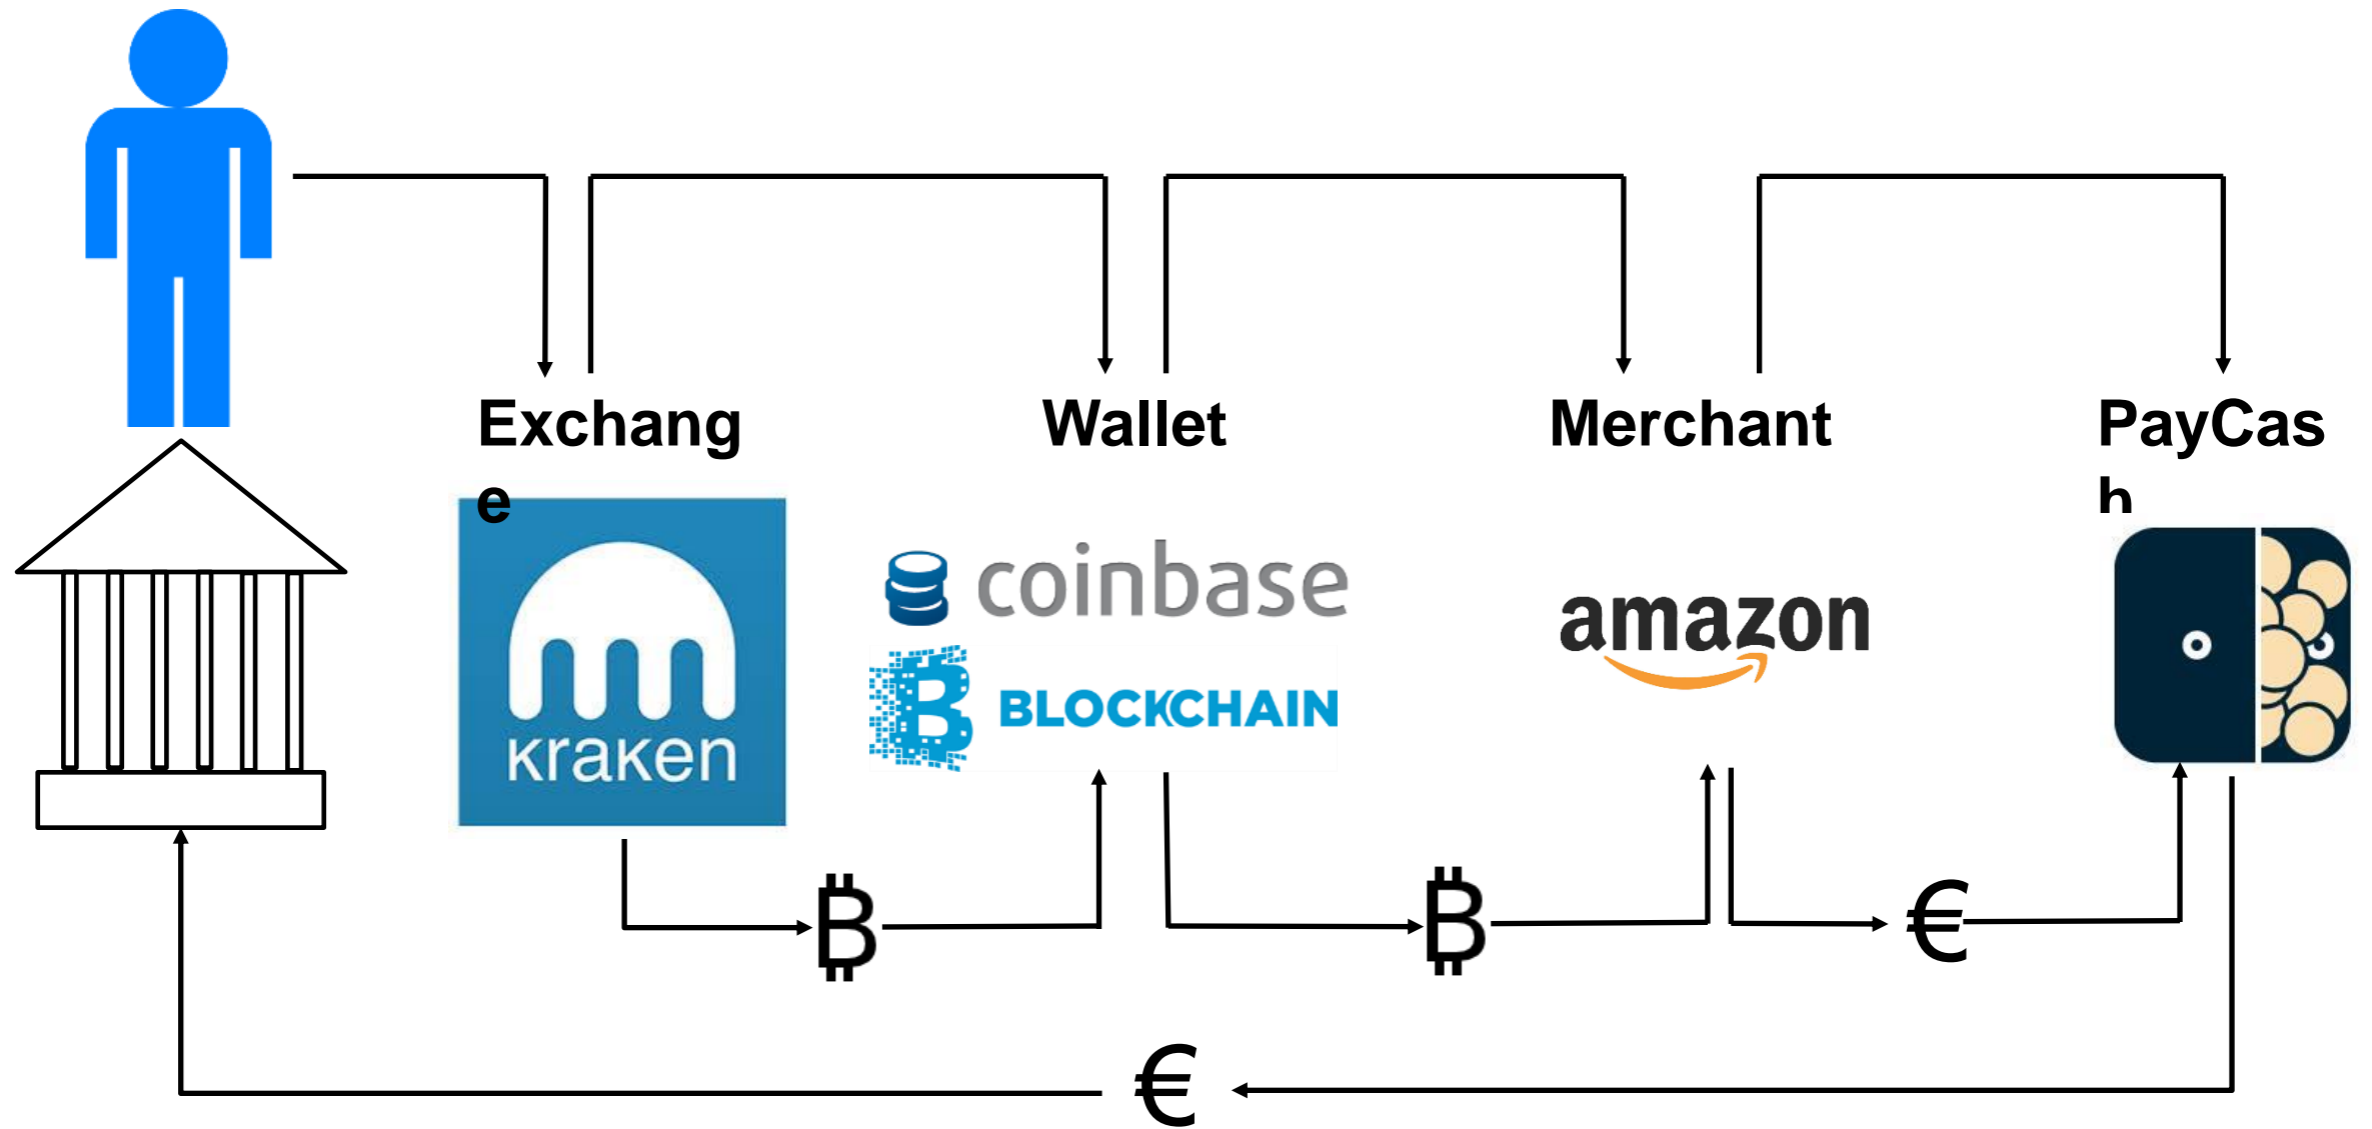 Exchang
e
Wallet
Merchant
PayCas
h
kraken
coinbase
BLOCKCHAIN
amazon
₿
₿
€
€